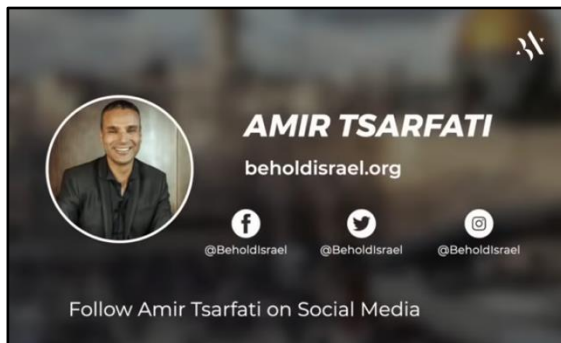 AMIR TSARFATI
beholdisrael.org
@BeholdIsrael @BeholdIsrael @BeholdIsrael
Follow Amir Tsarfati on Social Media